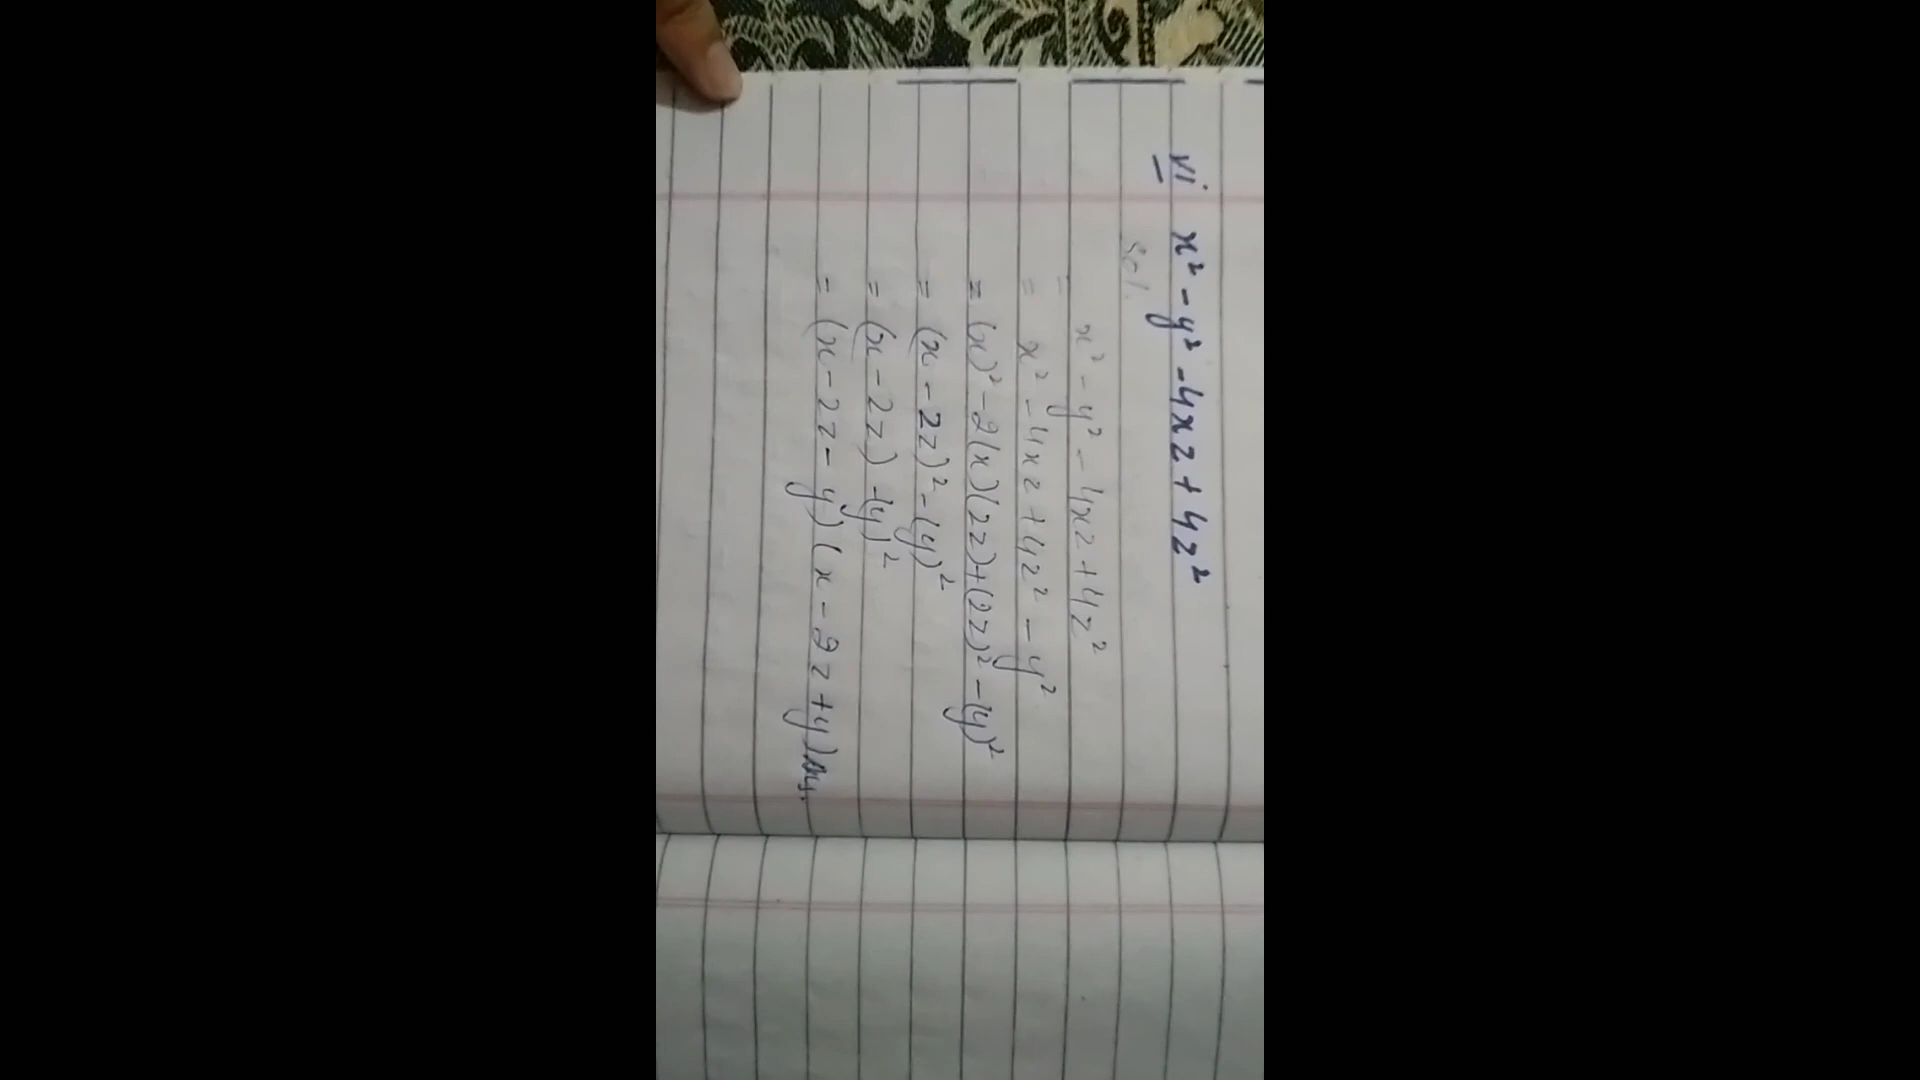 vi. x² - y² - 4xz + 4z²
Sol.
= x² - y² - 4xz + 4z²
= x² - 4xz + 4z² - y²
= (x)² - 2(x)(2z) + (2z)² - (y)²
= (x - 2z)² - (y)²
= (x - 2z) - (y)²
= (x - 2z - y)(x - 2z + y) Ans.